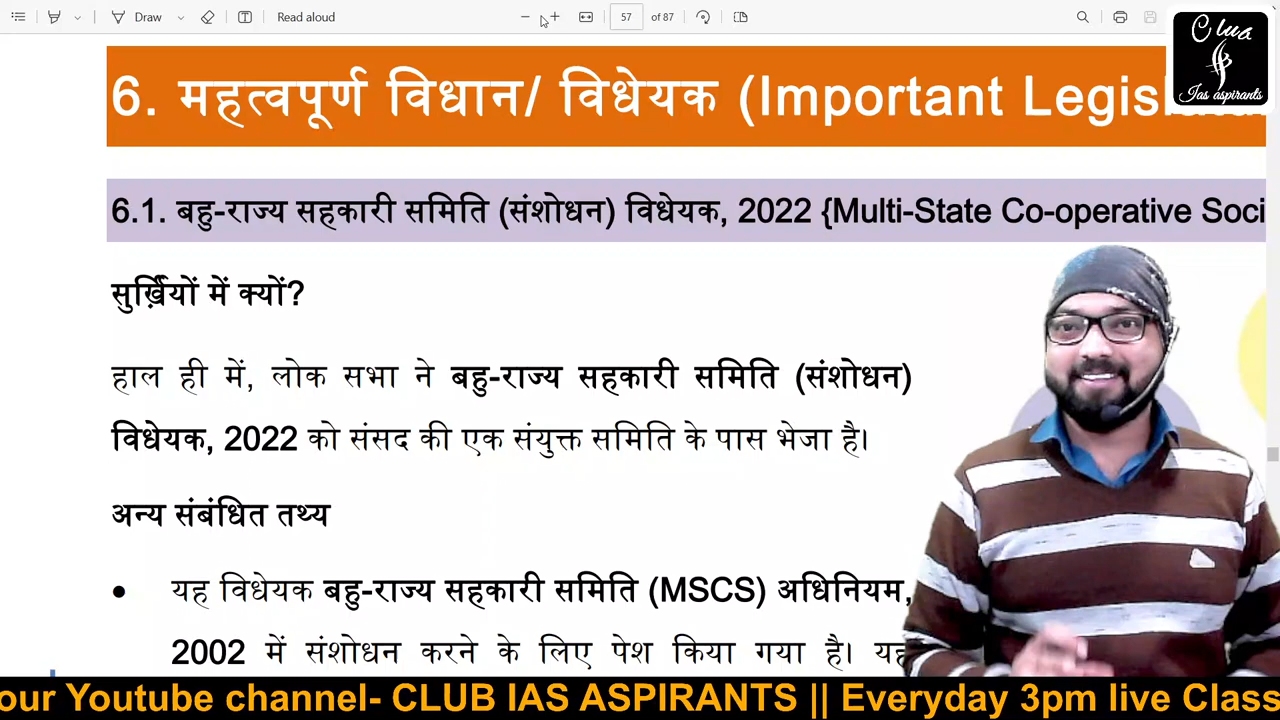 Draw
Read aloud
57 of 87
Clua
Ias aspirants
6. महत्वपूर्ण विधान/ विधेयक (Important
6.1. बहु-राज्य सहकारी समिति (संशोधन) विधेयक, 2022 {Multi-State Co-operative Soci
सुर्ख़ियों में क्यों?
हाल ही में, लोक सभा ने बहु-राज्य सहकारी समिति (संशोधन)
विधेयक, 2022 को संसद की एक संयुक्त समिति के पास भेजा है।
अन्य संबंधित तथ्य
• यह विधेयक बहु-राज्य सहकारी समिति (MSCS) अधिनियम,
2002 में संशोधन करने के लिए पेश किया गया है। यह
our Youtube channel- CLUB IAS ASPIRANTS || Everyday 3pm live Class